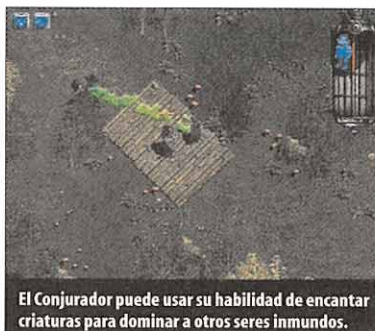 El Conjurador puede usar su habilidad de encantar
criaturas para dominar a otros seres inmundos.